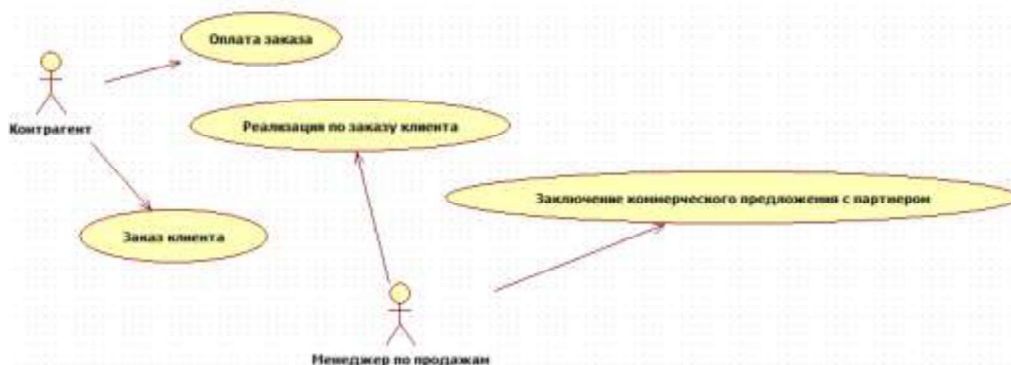 Оплата заказа
Контрагент
Реализация по заказу клиента
Заключение коммерческого предложения с партнером
Заказ клиента
Менеджер по продажам